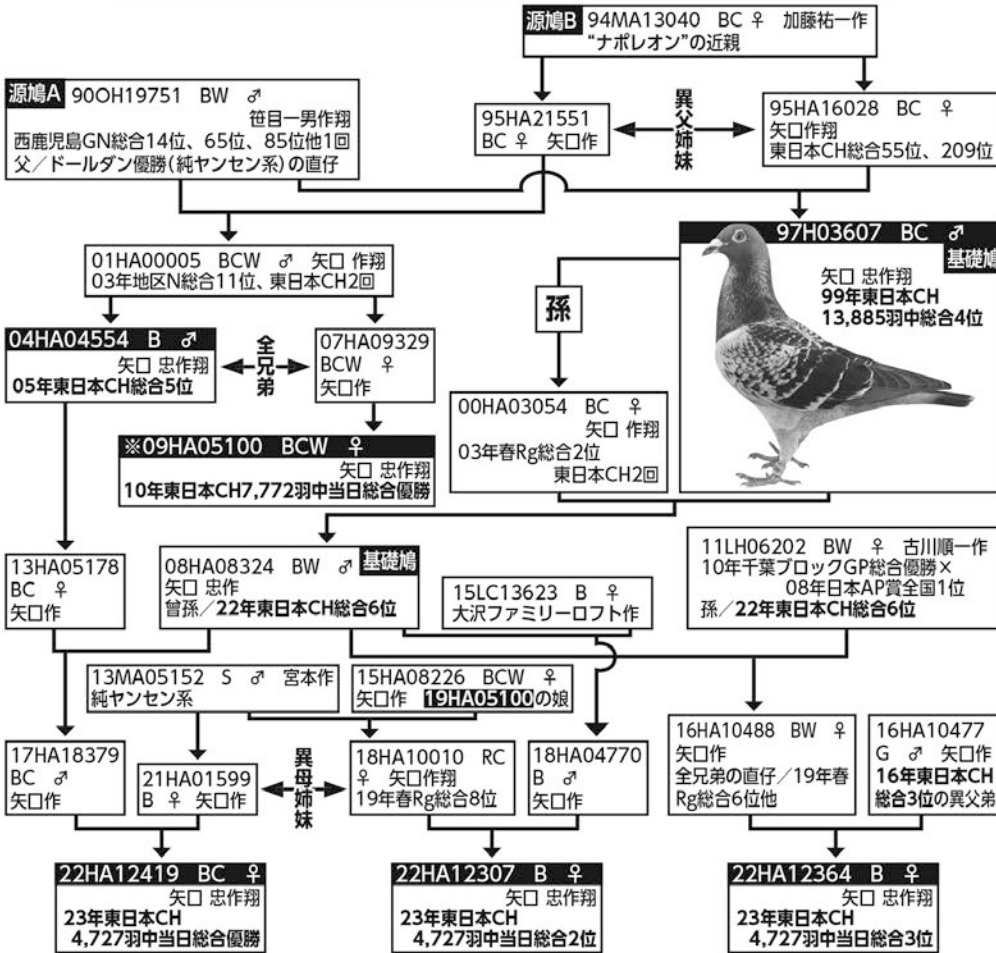 源鳩B 94MA13040 BC ♀ 加藤祐一作
“ナポレオン”の近親
源鳩A 90OH19751 BW ♂
笹目一男作翔
西鹿児島GN総合14位、65位、85位他1回
父/ドールダン優勝(純ヤンセン系)の直仔
95HA21551
BC ♀ 矢口作
異父姉妹
95HA16028 BC ♀
矢口作翔
東日本CH総合55位、209位
01HA00005 BCW ♂ 矢口 作翔
03年地区N総合11位、東日本CH2回
97H03607 BC ♂
基礎鳩
矢口 忠作翔
99年東日本CH
13,885羽中総合4位
孫
04HA04554 B ♂
矢口 忠作翔
05年東日本CH総合5位
全兄弟
07HA09329
BCW ♀
矢口作
00HA03054 BC ♀
矢口 作翔
03年春Rg総合2位
東日本CH2回
※09HA05100 BCW ♀
矢口 忠作翔
10年東日本CH7,772羽中当日総合優勝
13HA05178
BC ♀
矢口作
08HA08324 BW ♂ 基礎鳩
矢口 忠作
曾孫/22年東日本CH総合6位
15LC13623 B ♀
大沢ファミリーロフト作
11LH06202 BW ♀ 古川順一作
10年千葉ブロックGP総合優勝×
08年日本AP賞全国1位
孫/22年東日本CH総合6位
13MA05152 S ♂ 宮本作
純ヤンセン系
15HA08226 BCW ♀
矢口作 19HA05100の娘
17HA18379
BC ♂
矢口作
21HA01599
B ♀ 矢口作
異母姉妹
18HA10010 RC
♀ 矢口作翔
19年春Rg総合8位
18HA04770
B ♂
矢口作
16HA10488 BW ♀
矢口作
全兄弟の直仔/19年春
Rg総合6位他
16HA10477
G ♂ 矢口作
16年東日本CH
総合3位の異父弟
22HA12419 BC ♀
矢口 忠作翔
23年東日本CH
4,727羽中当日総合優勝
22HA12307 B ♀
矢口 忠作翔
23年東日本CH
4,727羽中当日総合2位
22HA12364 B ♀
矢口 忠作翔
23年東日本CH
4,727羽中当日総合3位